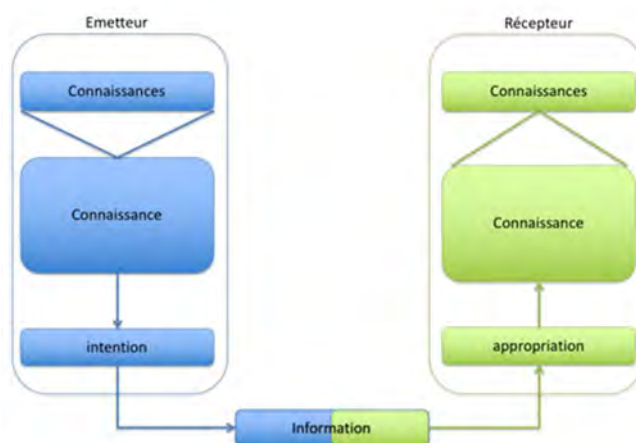 Emetteur
Récepteur
Connaissances
Connaissances
Connaissance
Connaissance
intention
appropriation
Information